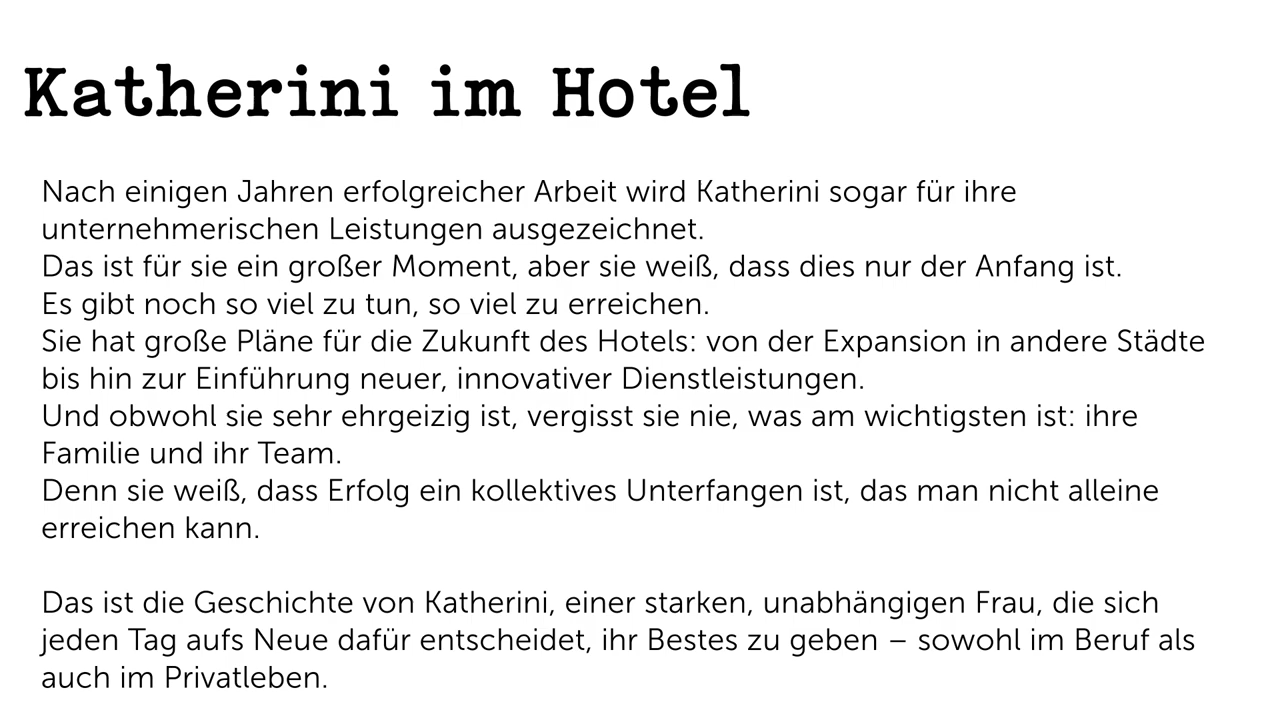 Katherini im Hotel
Nach einigen Jahren erfolgreicher Arbeit wird Katherini sogar für ihre
unternehmerischen Leistungen ausgezeichnet.
Das ist für sie ein großer Moment, aber sie weiß, dass dies nur der Anfang ist.
Es gibt noch so viel zu tun, so viel zu erreichen.
Sie hat große Pläne für die Zukunft des Hotels: von der Expansion in andere Städte
bis hin zur Einführung neuer, innovativer Dienstleistungen.
Und obwohl sie sehr ehrgeizig ist, vergisst sie nie, was am wichtigsten ist: ihre
Familie und ihr Team.
Denn sie weiß, dass Erfolg ein kollektives Unterfangen ist, das man nicht alleine
erreichen kann.
Das ist die Geschichte von Katherini, einer starken, unabhängigen Frau, die sich
jeden Tag aufs Neue dafür entscheidet, ihr Bestes zu geben – sowohl im Beruf als
auch im Privatleben.